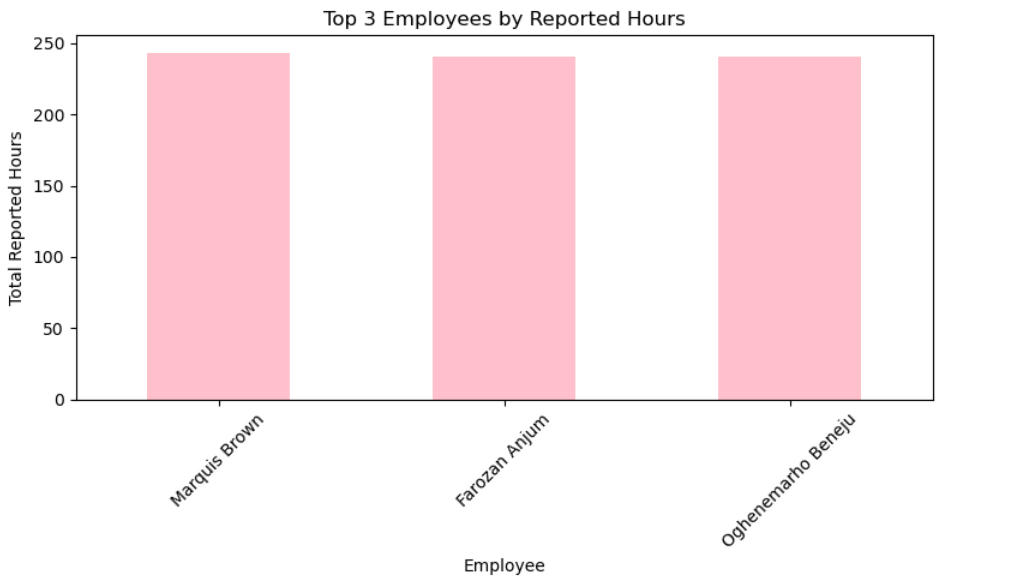 Top 3 Employees by Reported Hours
Total Reported Hours
250
200
150
100
50
0
Marquis Brown
Farozan Anjum
Oghenemarho Beneju
Employee